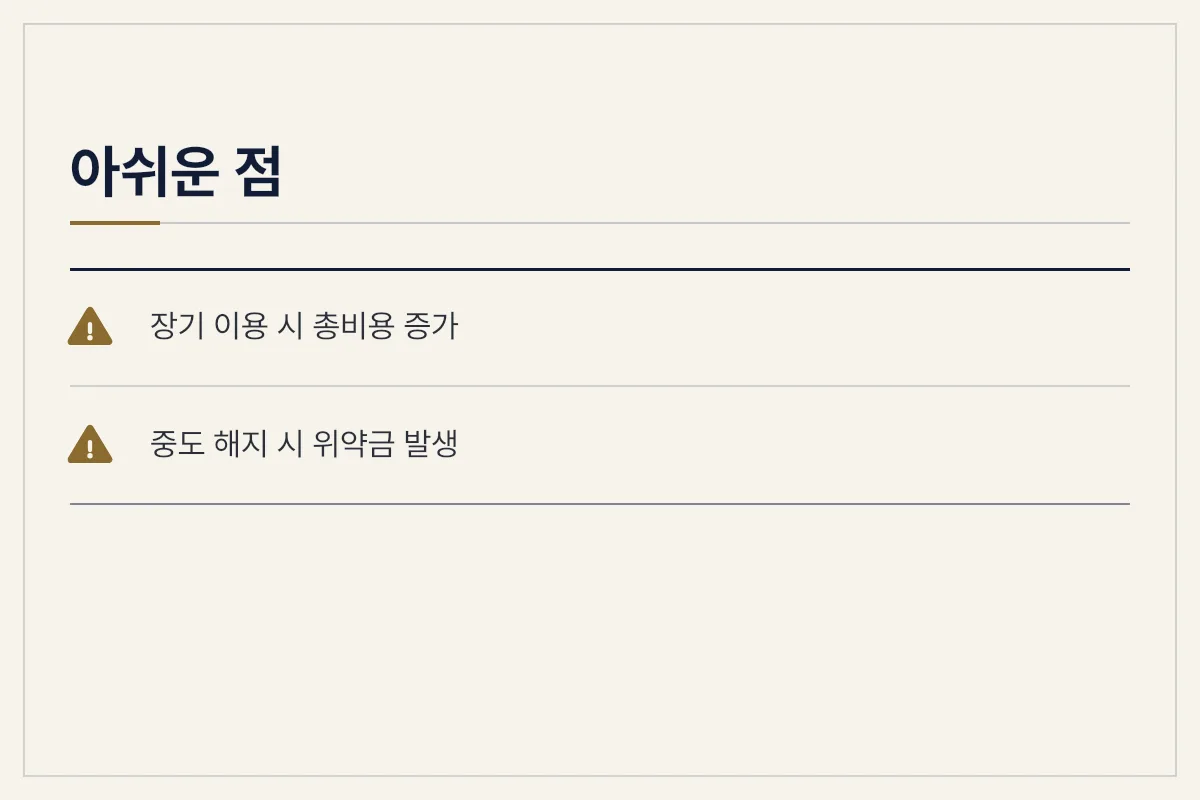 아쉬운 점
장기 이용 시 총비용 증가
중도 해지 시 위약금 발생